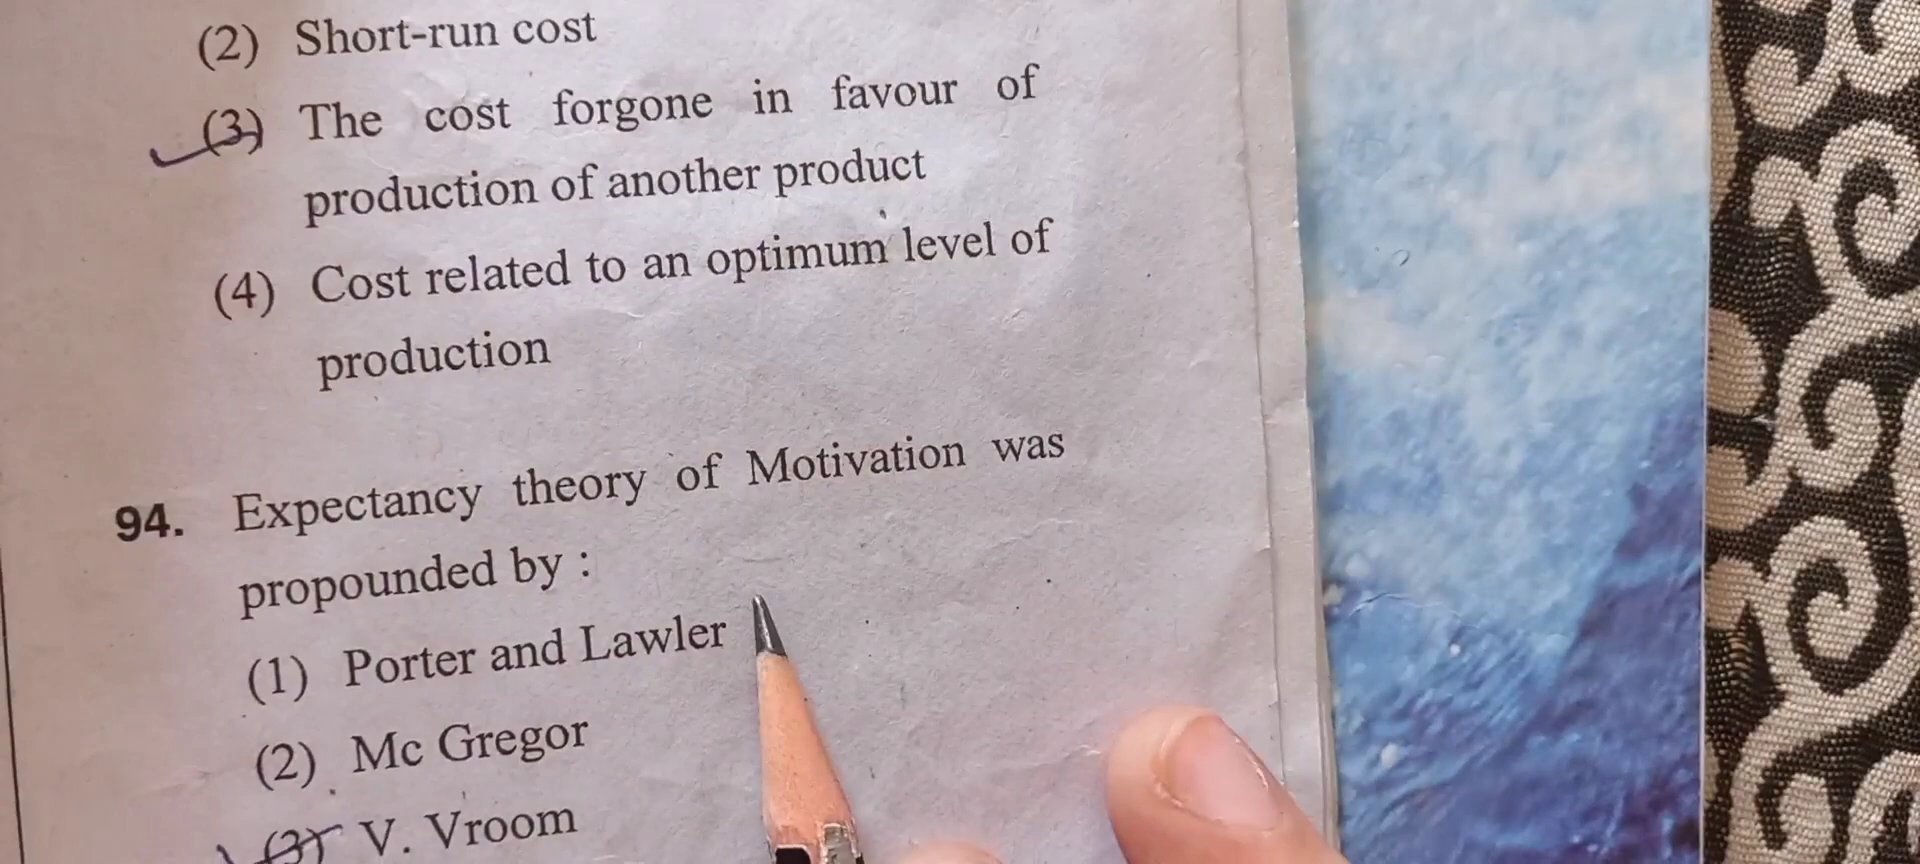 (2) Short-run cost
(3) The cost forgone in favour of
production of another product
(4) Cost related to an optimum level of
production
94. Expectancy theory of Motivation was
propounded by :
(1) Porter and Lawler
(2) Mc Gregor
(3) V. Vroom